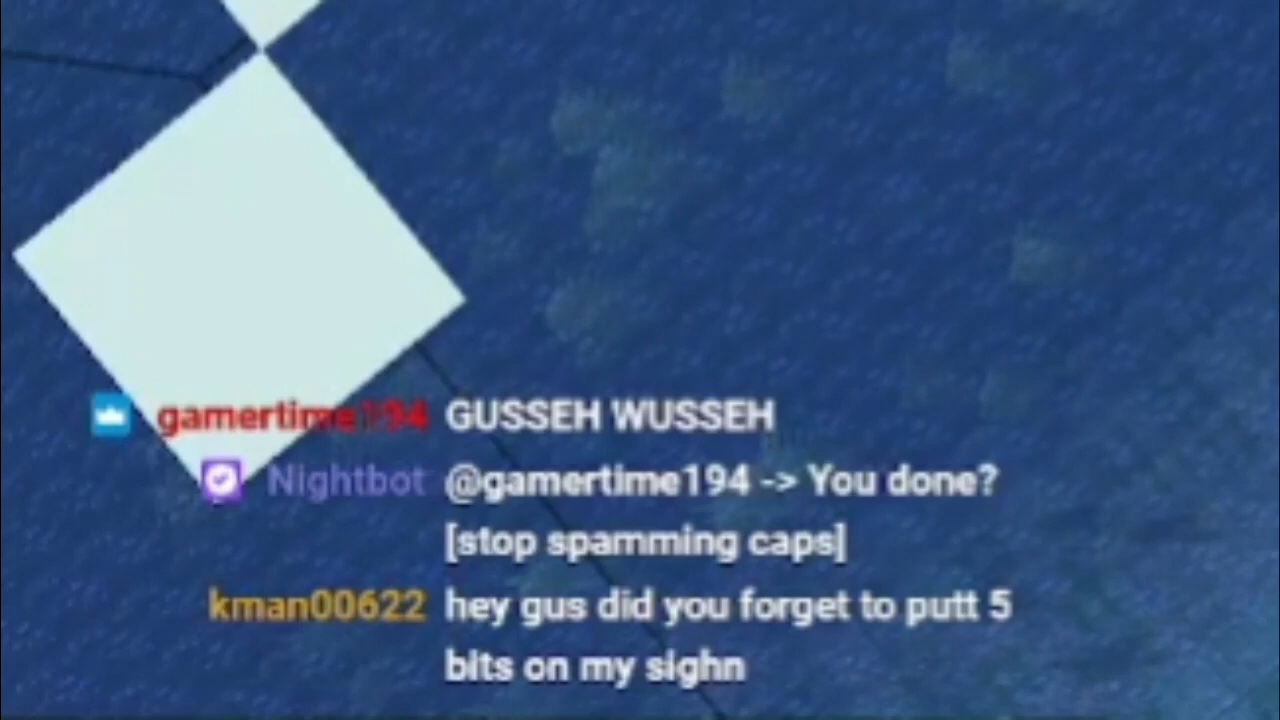 gamertime194 GUSSEH WUSSEH
Nightbot @gamertime194 -> You done?
[stop spamming caps]
kman00622 hey gus did you forget to putt 5
bits on my sighn